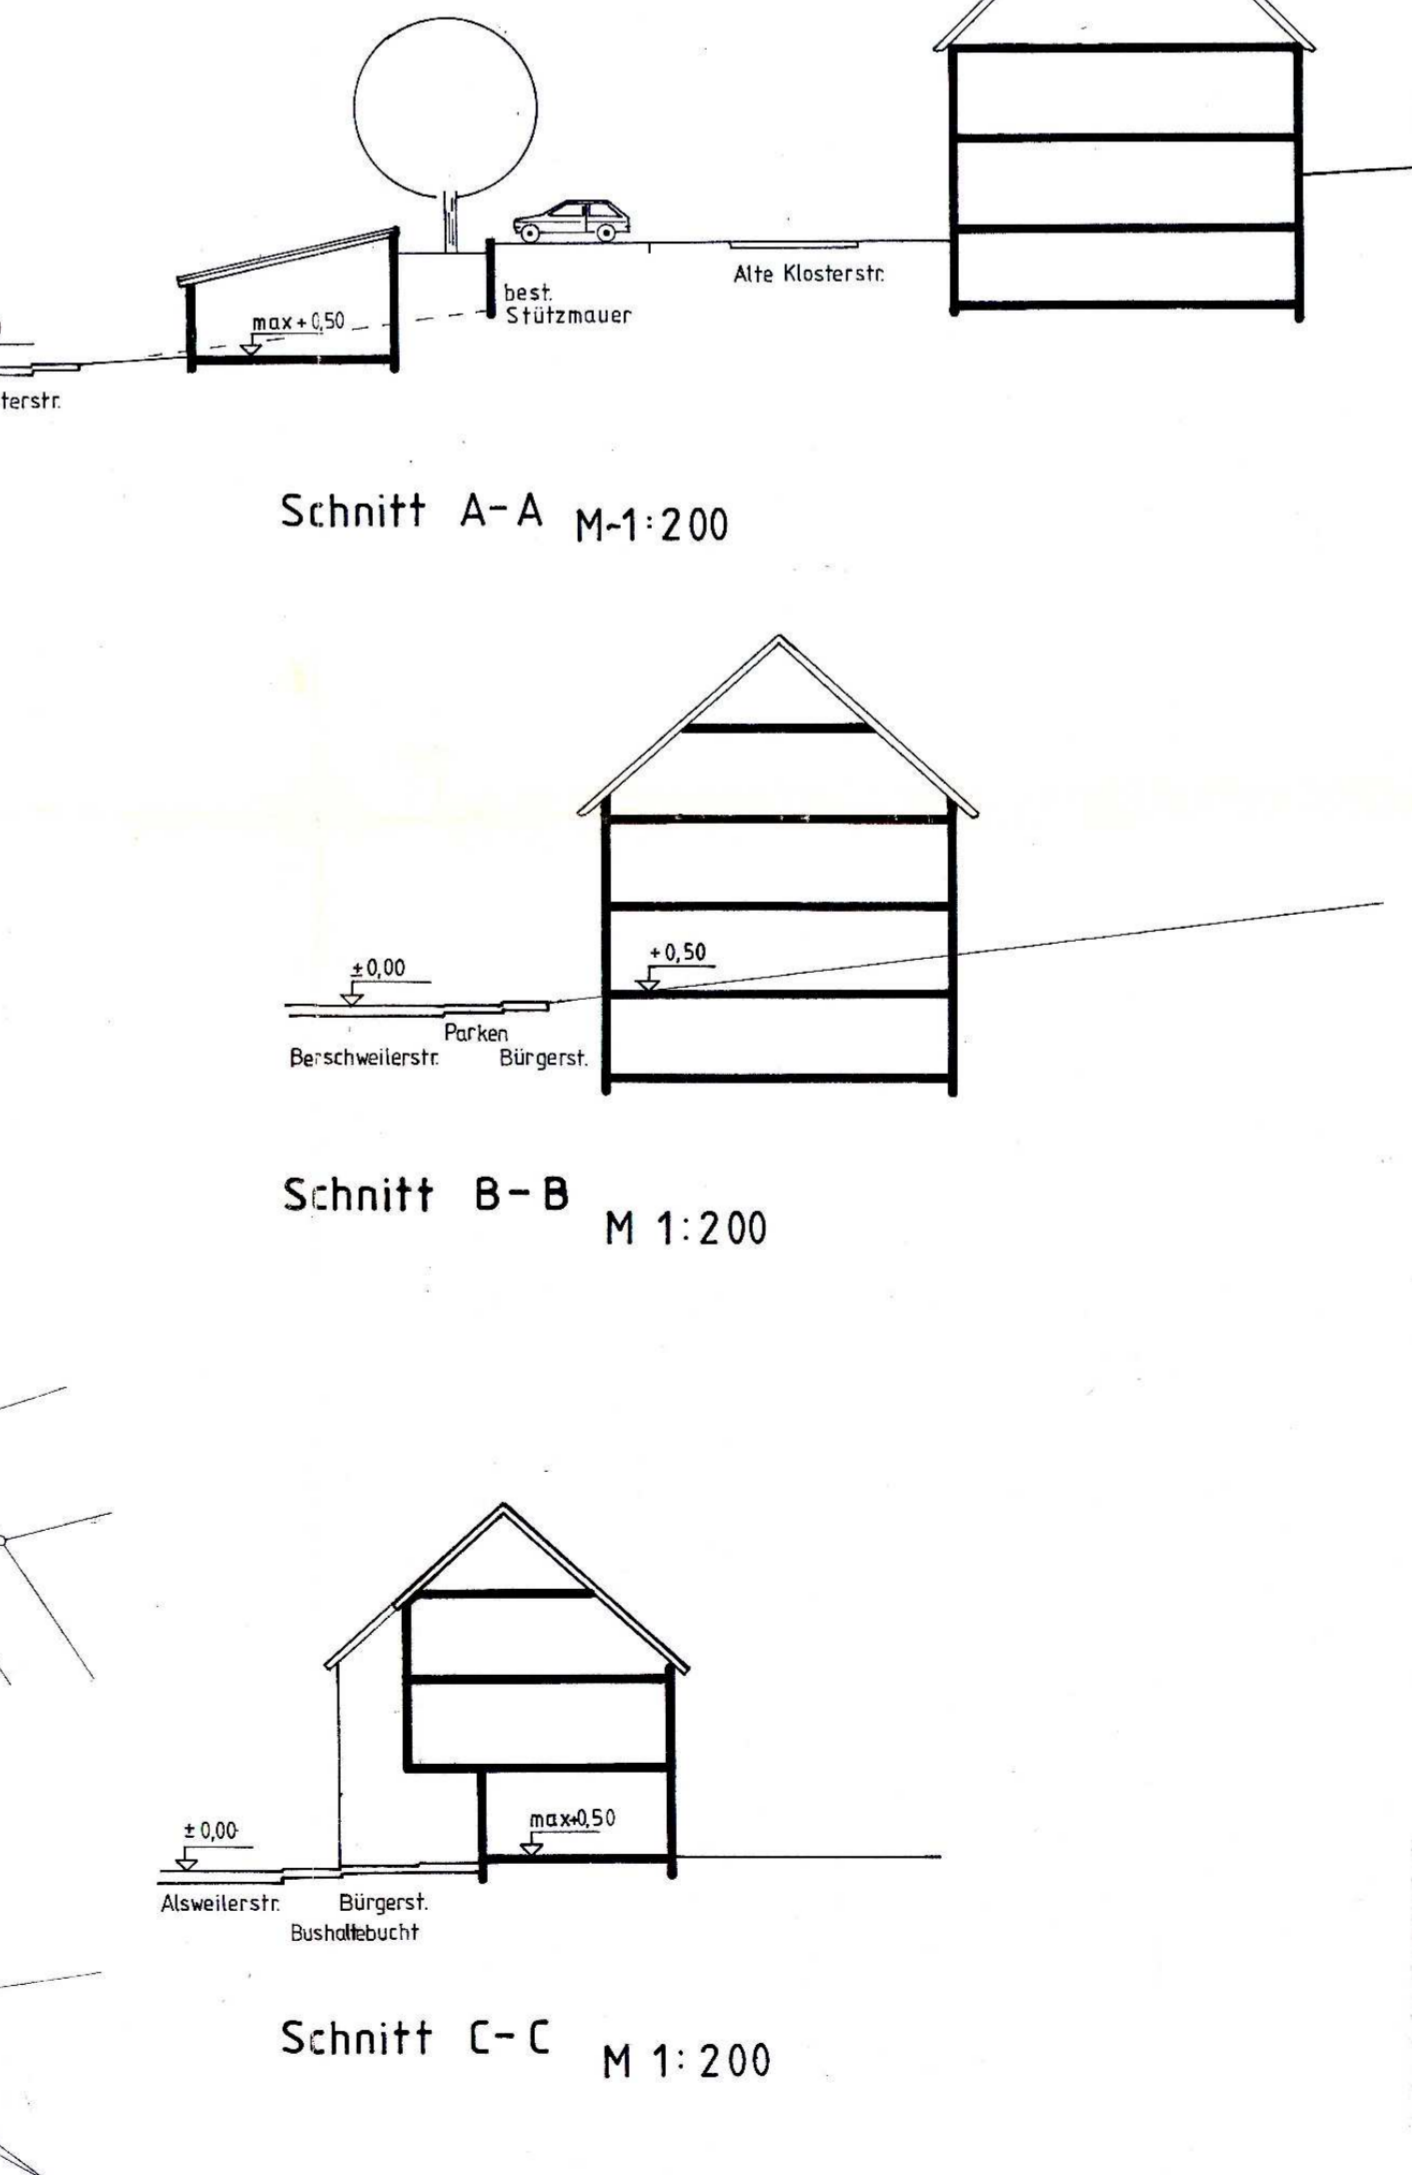 Alte Klosterstr.
best.
Stützmauer
max+0,50
terstr.
Schnitt A-A M-1:200
+0,50
±0,00
Parken
Berschweilerstr. Bürgerst.
Schnitt B-B
M 1:200
max+0,50
±0,00
Alsweilerstr. Bürgerst.
Bushaltebucht
Schnitt C-C
M 1:200